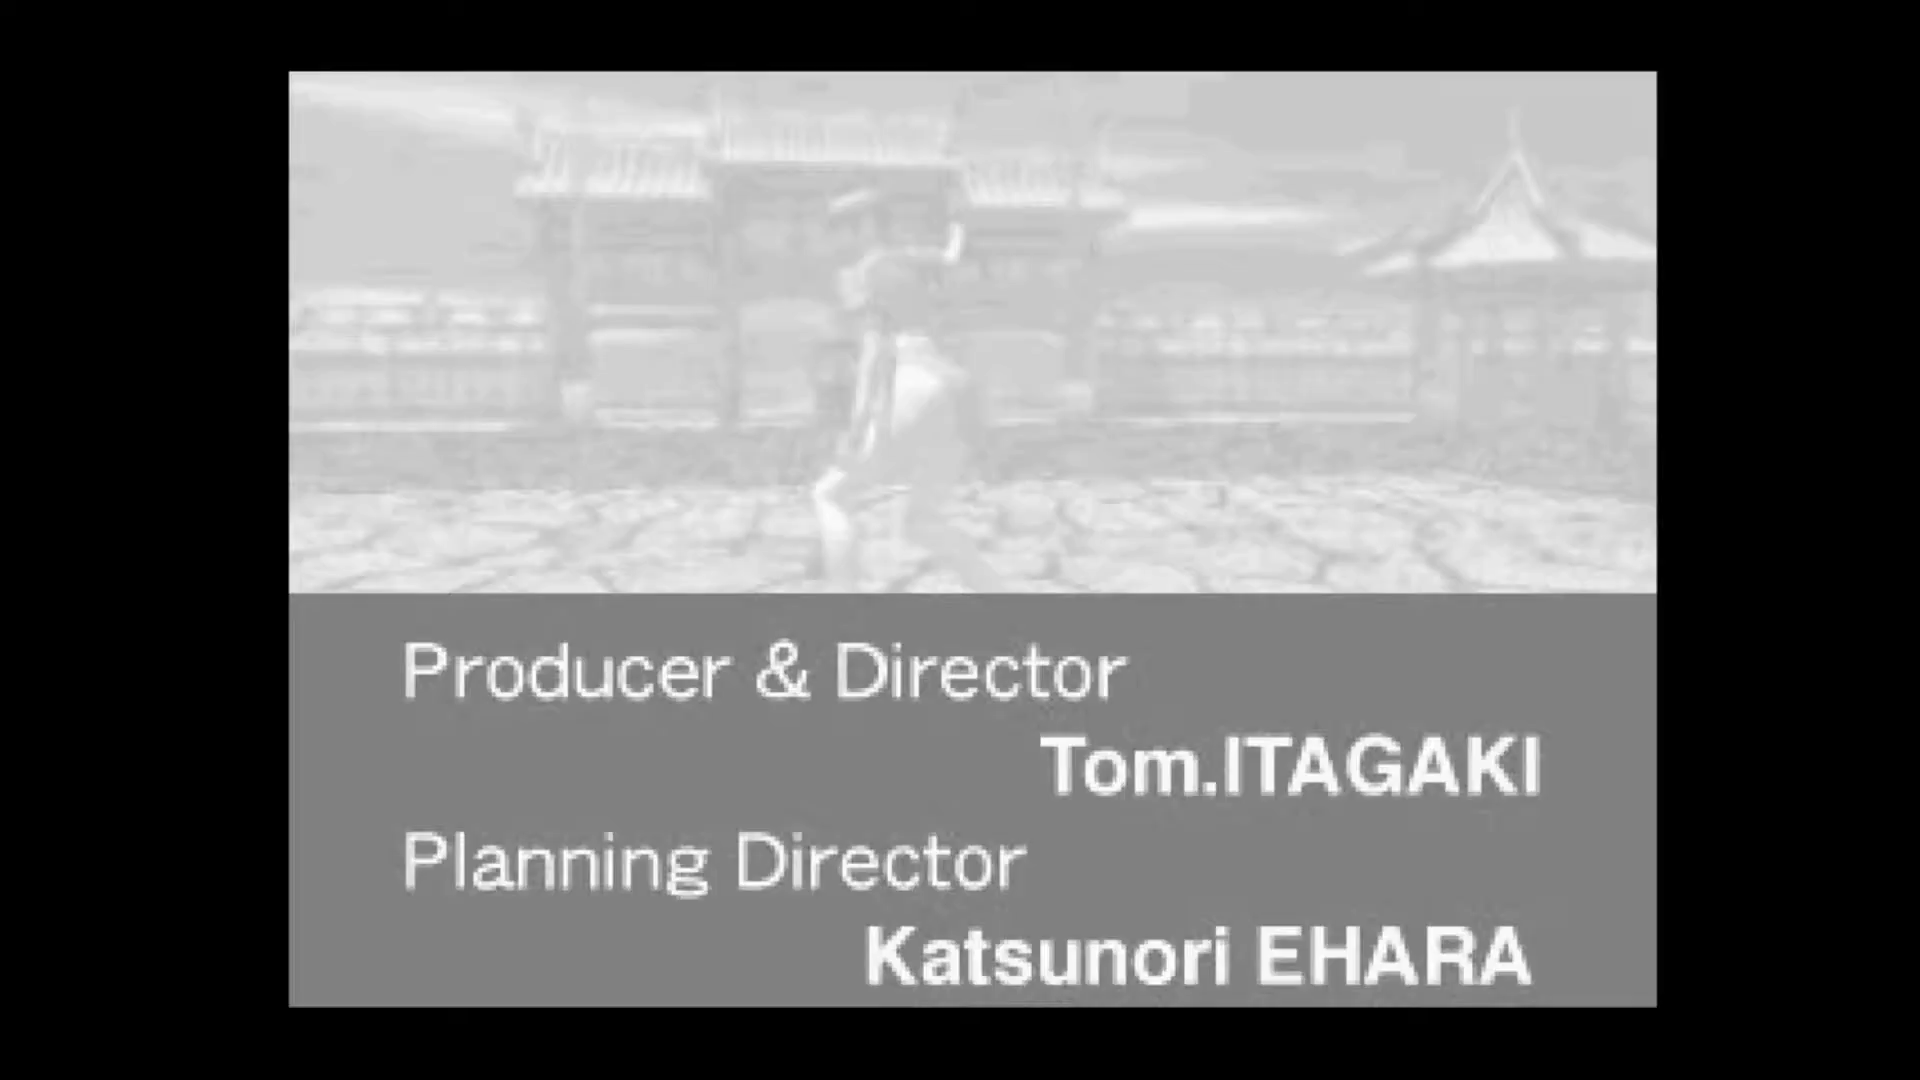 Producer & Director
Tom.ITAGAKI
Planning Director
Katsunori EHARA